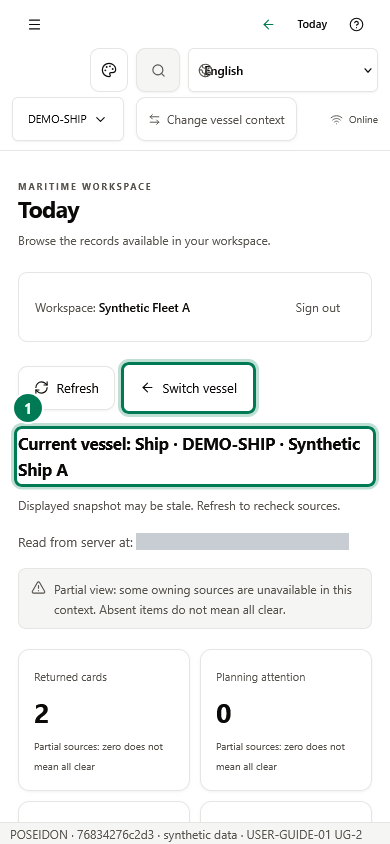 Today
English
DEMO-SHIP
Change vessel context
Online
MARITIME WORKSPACE
Today
Browse the records available in your workspace.
Workspace: Synthetic Fleet A
Sign out
Refresh
Switch vessel
1
Current vessel: Ship · DEMO-SHIP · Synthetic
Ship A
Displayed snapshot may be stale. Refresh to recheck sources.
Read from server at:
Partial view: some owning sources are unavailable in this
context. Absent items do not mean all clear.
Returned cards
2
Partial sources: zero does not
mean all clear
Planning attention
0
Partial sources: zero does not
mean all clear
POSEIDON · 76834276c2d3 · synthetic data · USER-GUIDE-01 UG-2